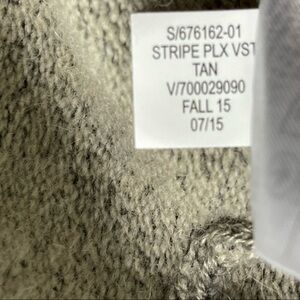 S/676162-01
STRIPE PLX VST
TAN
V/700029090
FALL 15
07/15